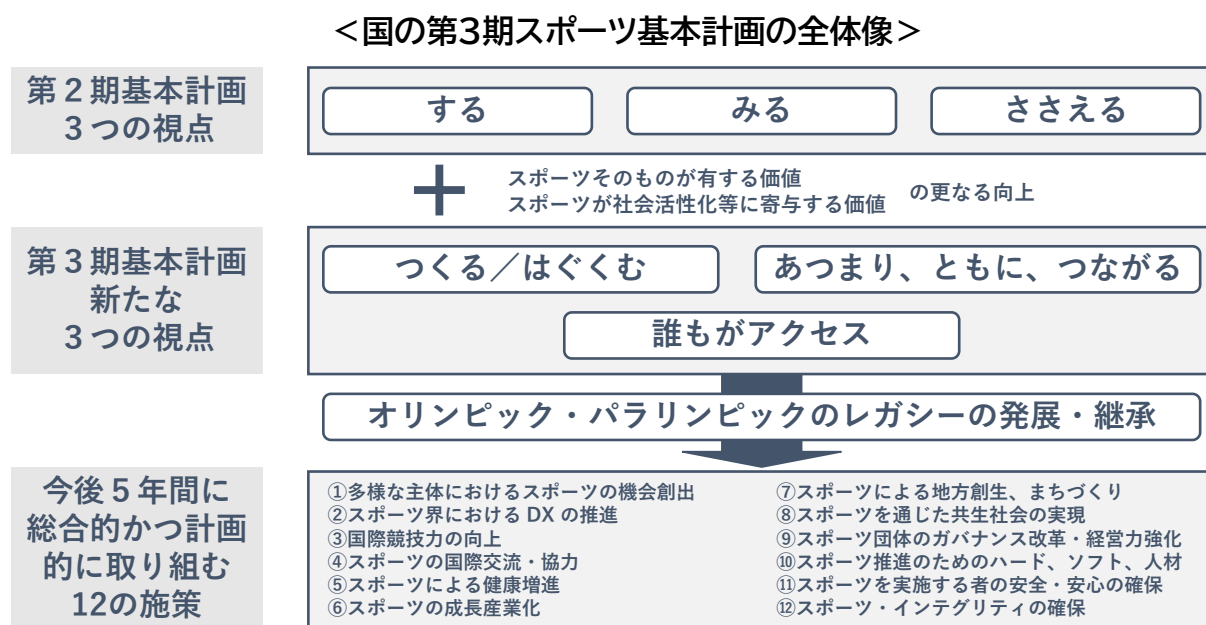 ＜国の第3期スポーツ基本計画の全体像＞
第２期基本計画
３つの視点
する
みる
ささえる
スポーツそのものが有する価値
スポーツが社会活性化等に寄与する価値
の更なる向上
第３期基本計画
新たな
３つの視点
つくる／はぐくむ
あつまり、ともに、つながる
誰もがアクセス
オリンピック・パラリンピックのレガシーの発展・継承
今後５年間に
総合的かつ計画
的に取り組む
12の施策
①多様な主体におけるスポーツの機会創出
②スポーツ界における DX の推進
③国際競技力の向上
④スポーツの国際交流・協力
⑤スポーツによる健康増進
⑥スポーツの成長産業化
⑦スポーツによる地方創生、まちづくり
⑧スポーツを通じた共生社会の実現
⑨スポーツ団体のガバナンス改革・経営力強化
⑩スポーツ推進のためのハード、ソフト、人材
⑪スポーツを実施する者の安全・安心の確保
⑫スポーツ・インテグリティの確保